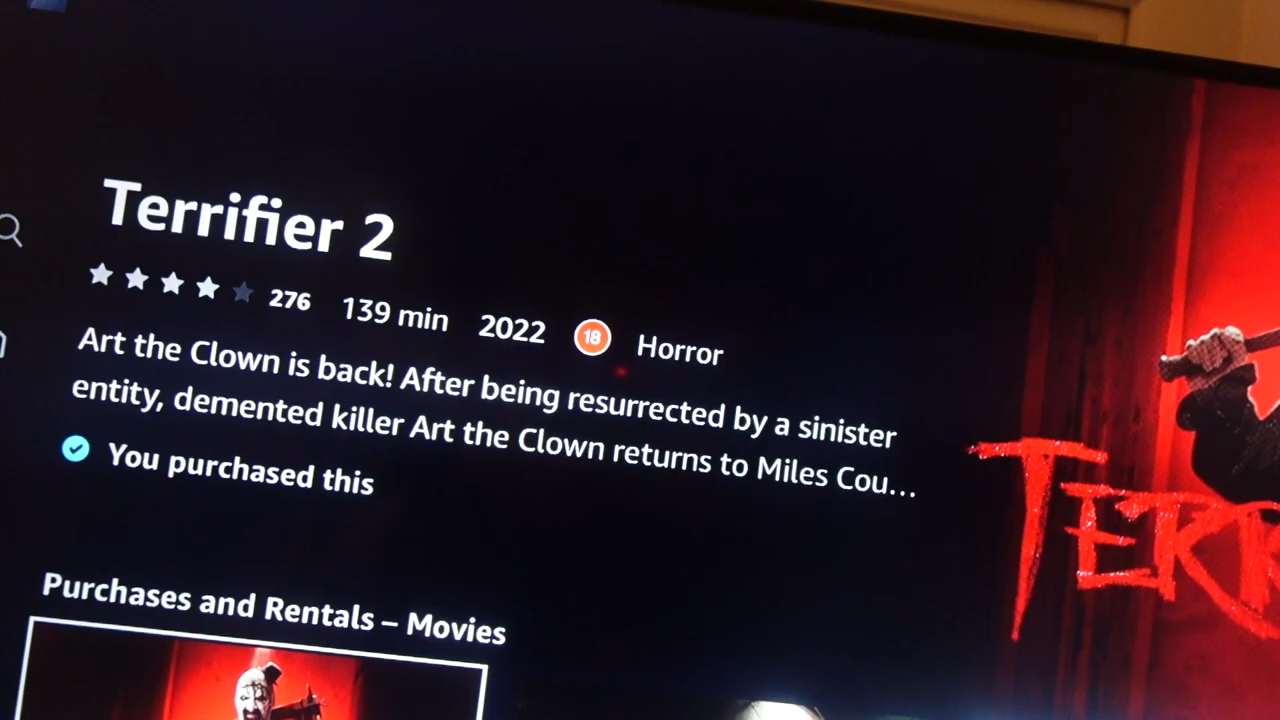 Terrifier 2
276 139 min 2022 18 Horror
Art the Clown is back! After being resurrected by a sinister
entity, demented killer Art the Clown returns to Miles Cou...
You purchased this
TERR
Purchases and Rentals – Movies